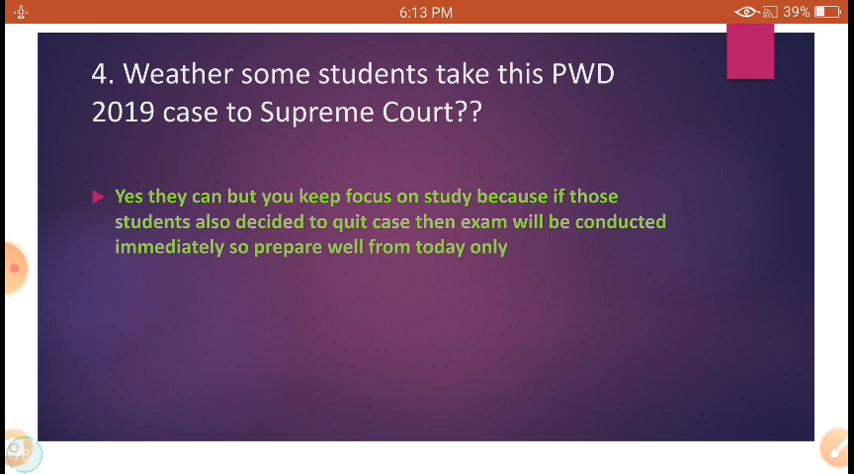 6:13 PM
39%
4. Weather some students take this PWD
2019 case to Supreme Court??
Yes they can but you keep focus on study because if those
students also decided to quit case then exam will be conducted
immediately so prepare well from today only